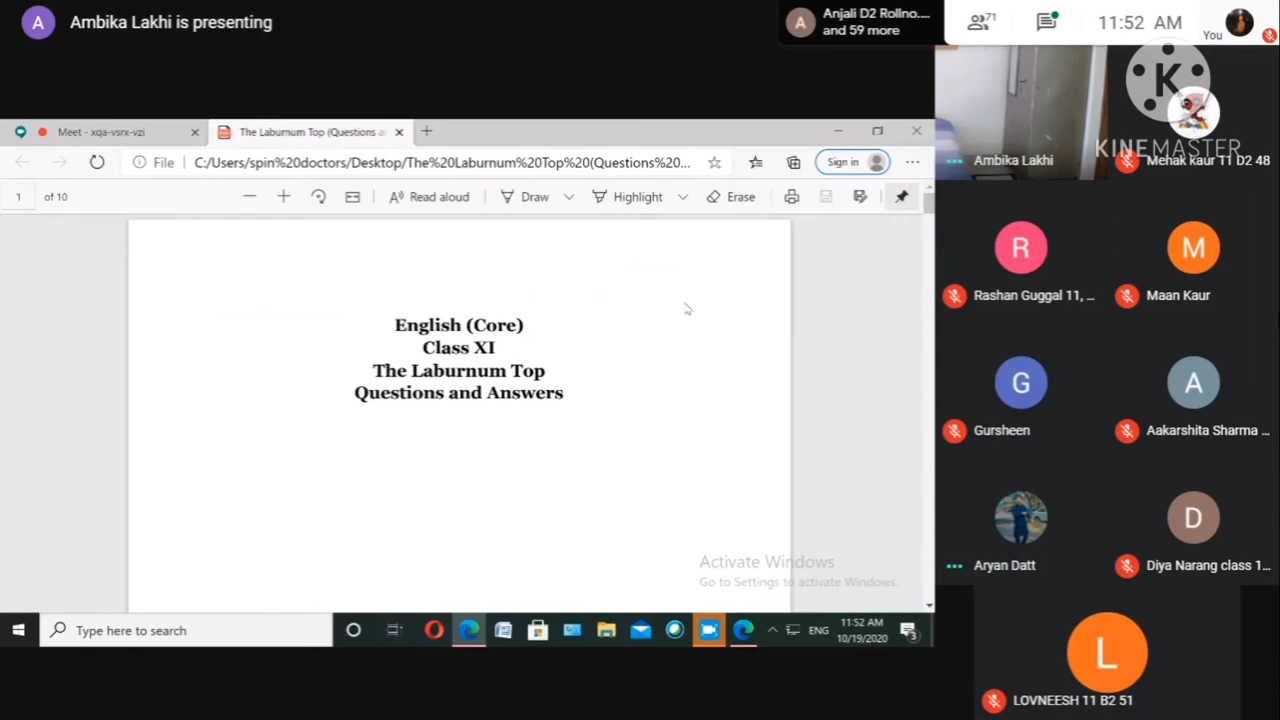 A
Ambika Lakhi is presenting
A
Anjali D2 Rollno....
and 59 more
71
11:52 AM
You
Meet - xqa-vsrx-vzi
The Laburnum Top (Questions a
File
C:/Users/spin%20doctors/Desktop/The%20Laburnum%20Top%20(Questions%20...
Sign in
1
of 10
Read aloud
Draw
Highlight
Erase
English (Core)
Class XI
The Laburnum Top
Questions and Answers
Activate Windows
Go to Settings to activate Windows.
Type here to search
ENG
11:52 AM
10/19/2020
3
K
KINEMASTER
Ambika Lakhi
Mehak kaur 11 D2 48
R
Rashan Guggal 11, ...
M
Maan Kaur
G
Gursheen
A
Aakarshita Sharma ...
Aryan Datt
D
Diya Narang class 1...
L
LOVNEESH 11 B2 51